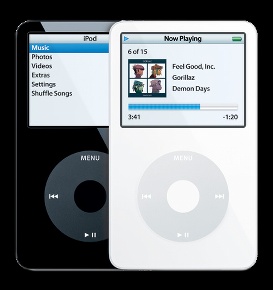 iPod
Music
Photos
Videos
Extras
Settings
Shuffle Songs
MENU
Now Playing
6 of 15
Feel Good, Inc.
Gorillaz
Demon Days
3:41
-1:20
MENU